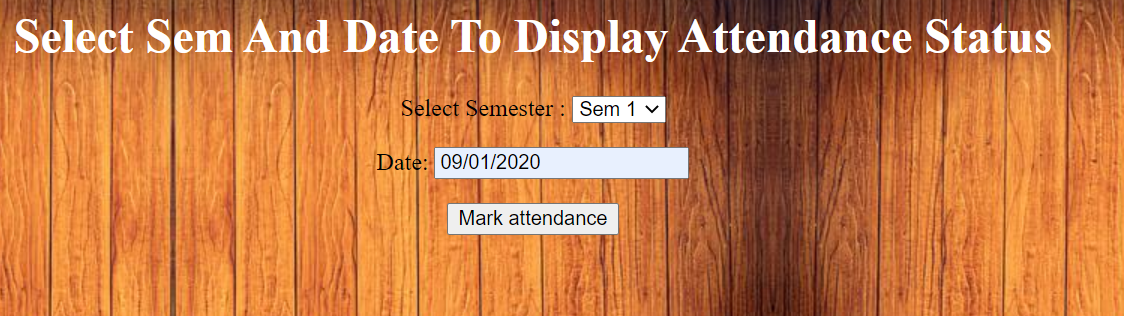 Select Sem And Date To Display Attendance Status
Select Semester : Sem 1
Date: 09/01/2020
Mark attendance